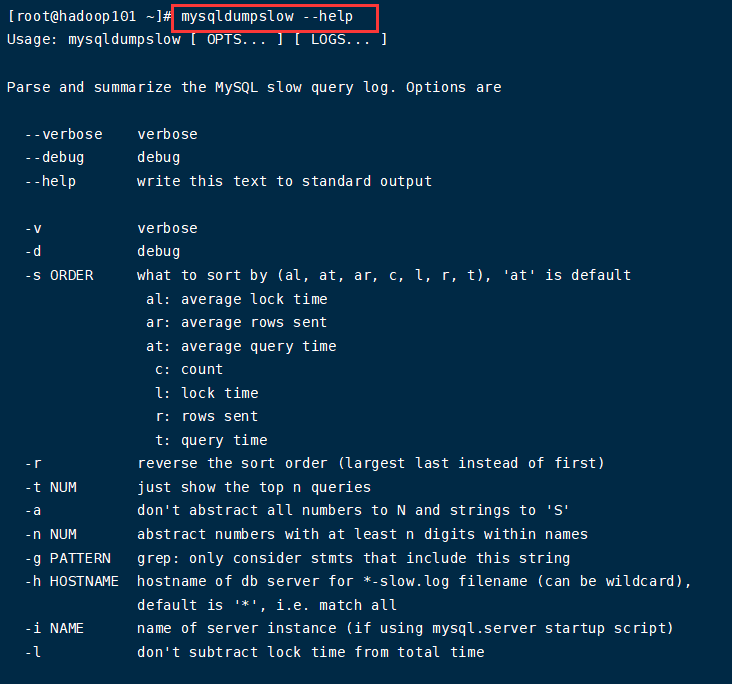 [root@hadoop101 ~]# mysqldumpslow --help
Usage: mysqldumpslow [ OPTS... ] [ LOGS... ]
Parse and summarize the MySQL slow query log. Options are
--verbose    verbose
--debug      debug
--help       write this text to standard output
-v           verbose
-d           debug
-s ORDER     what to sort by (al, at, ar, c, l, r, t), 'at' is default
al: average lock time
ar: average rows sent
at: average query time
c: count
l: lock time
r: rows sent
t: query time
-r           reverse the sort order (largest last instead of first)
-t NUM       just show the top n queries
-a           don't abstract all numbers to N and strings to 'S'
-n NUM       abstract numbers with at least n digits within names
-g PATTERN   grep: only consider stmts that include this string
-h HOSTNAME  hostname of db server for *-slow.log filename (can be wildcard),
default is '*', i.e. match all
-i NAME      name of server instance (if using mysql.server startup script)
-l           don't subtract lock time from total time